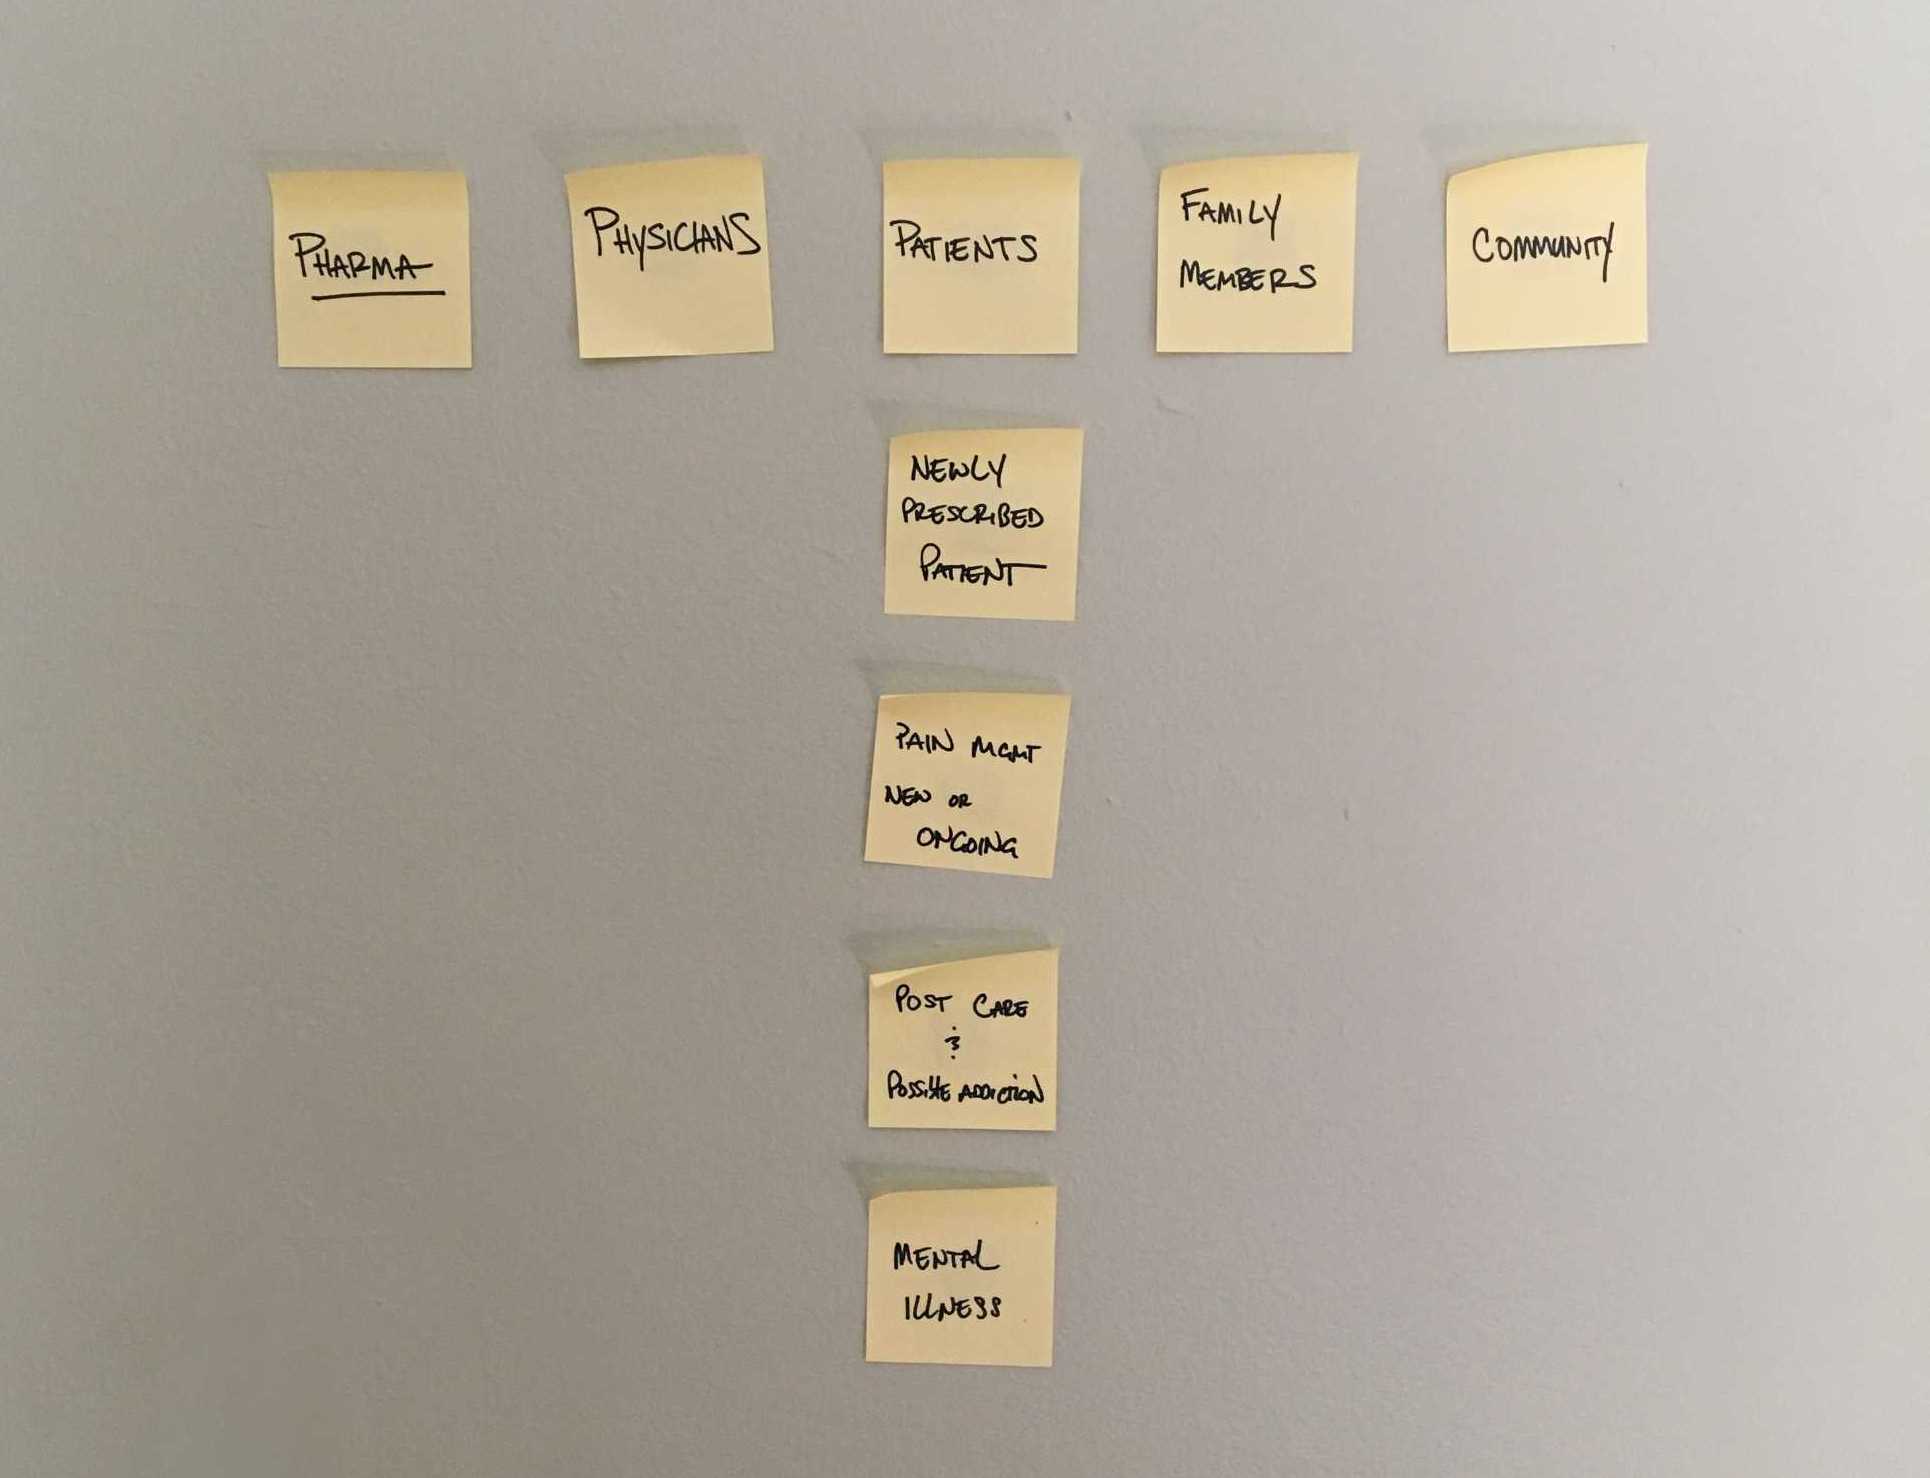 PHARMA
PHYSICIANS
PATIENTS
FAMILY
MEMBERS
COMMUNITY
NEWLY
PRESCRIBED
PATIENT
PAIN MGMT
NEW OR
ONGOING
POST CARE
&
POSSIBLE ADDICTION
MENTAL
ILLNESS